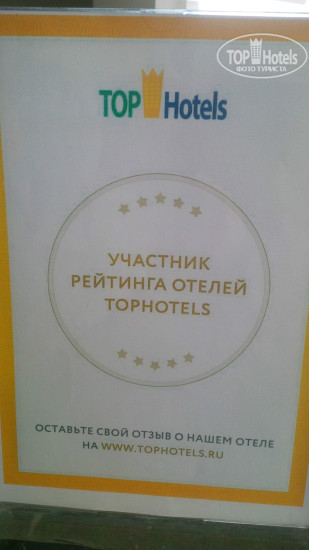 TOP Hotels
ФОТО ТУРИСТА
TOP Hotels
УЧАСТНИК
РЕЙТИНГА ОТЕЛЕЙ
TOPHOTELS
ОСТАВЬТЕ СВОЙ ОТЗЫВ О НАШЕМ ОТЕЛЕ
НА WWW.TOPHOTELS.RU